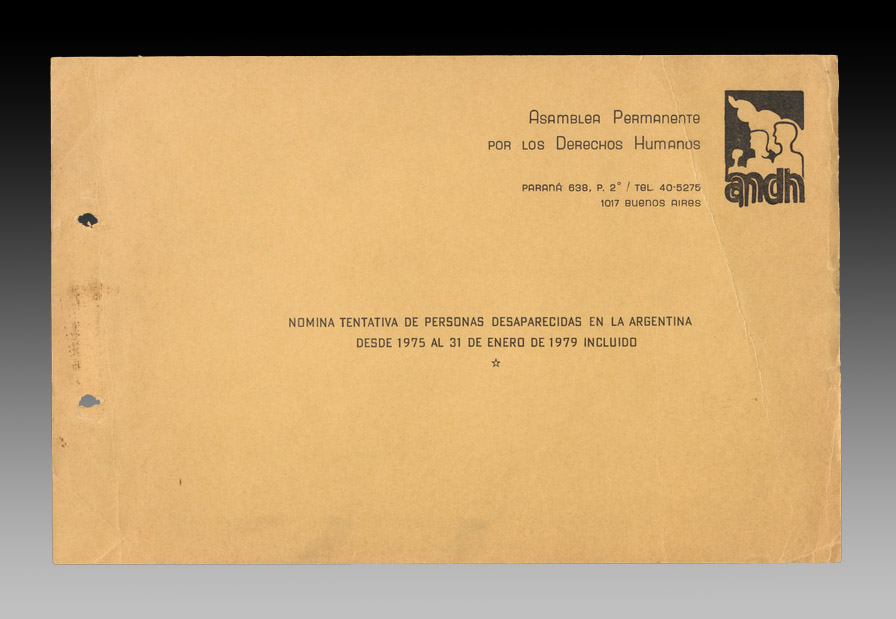 Asamblea Permanente
por los Derechos Humanos
Paraná 638, P. 2° / Tel. 40-5275
1017 Buenos Aires
apdh
NOMINA TENTATIVA DE PERSONAS DESAPARECIDAS EN LA ARGENTINA
DESDE 1975 AL 31 DE ENERO DE 1979 INCLUIDO